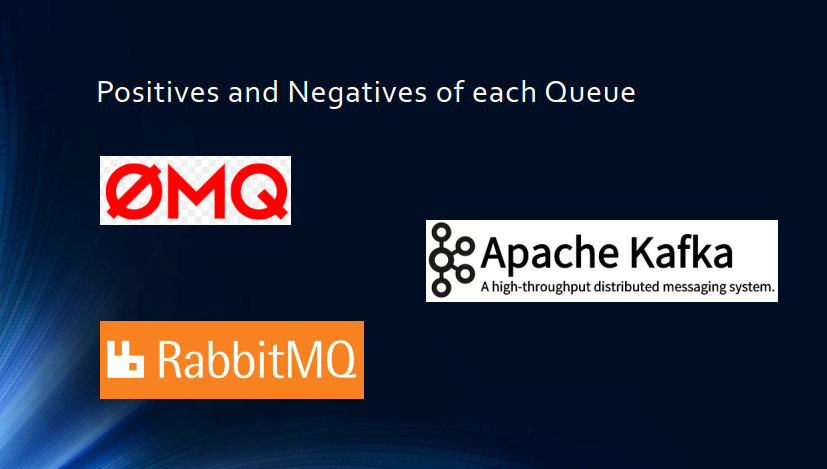 Positives and Negatives of each Queue
ØMQ
Apache Kafka
A high-throughput distributed messaging system.
RabbitMQ